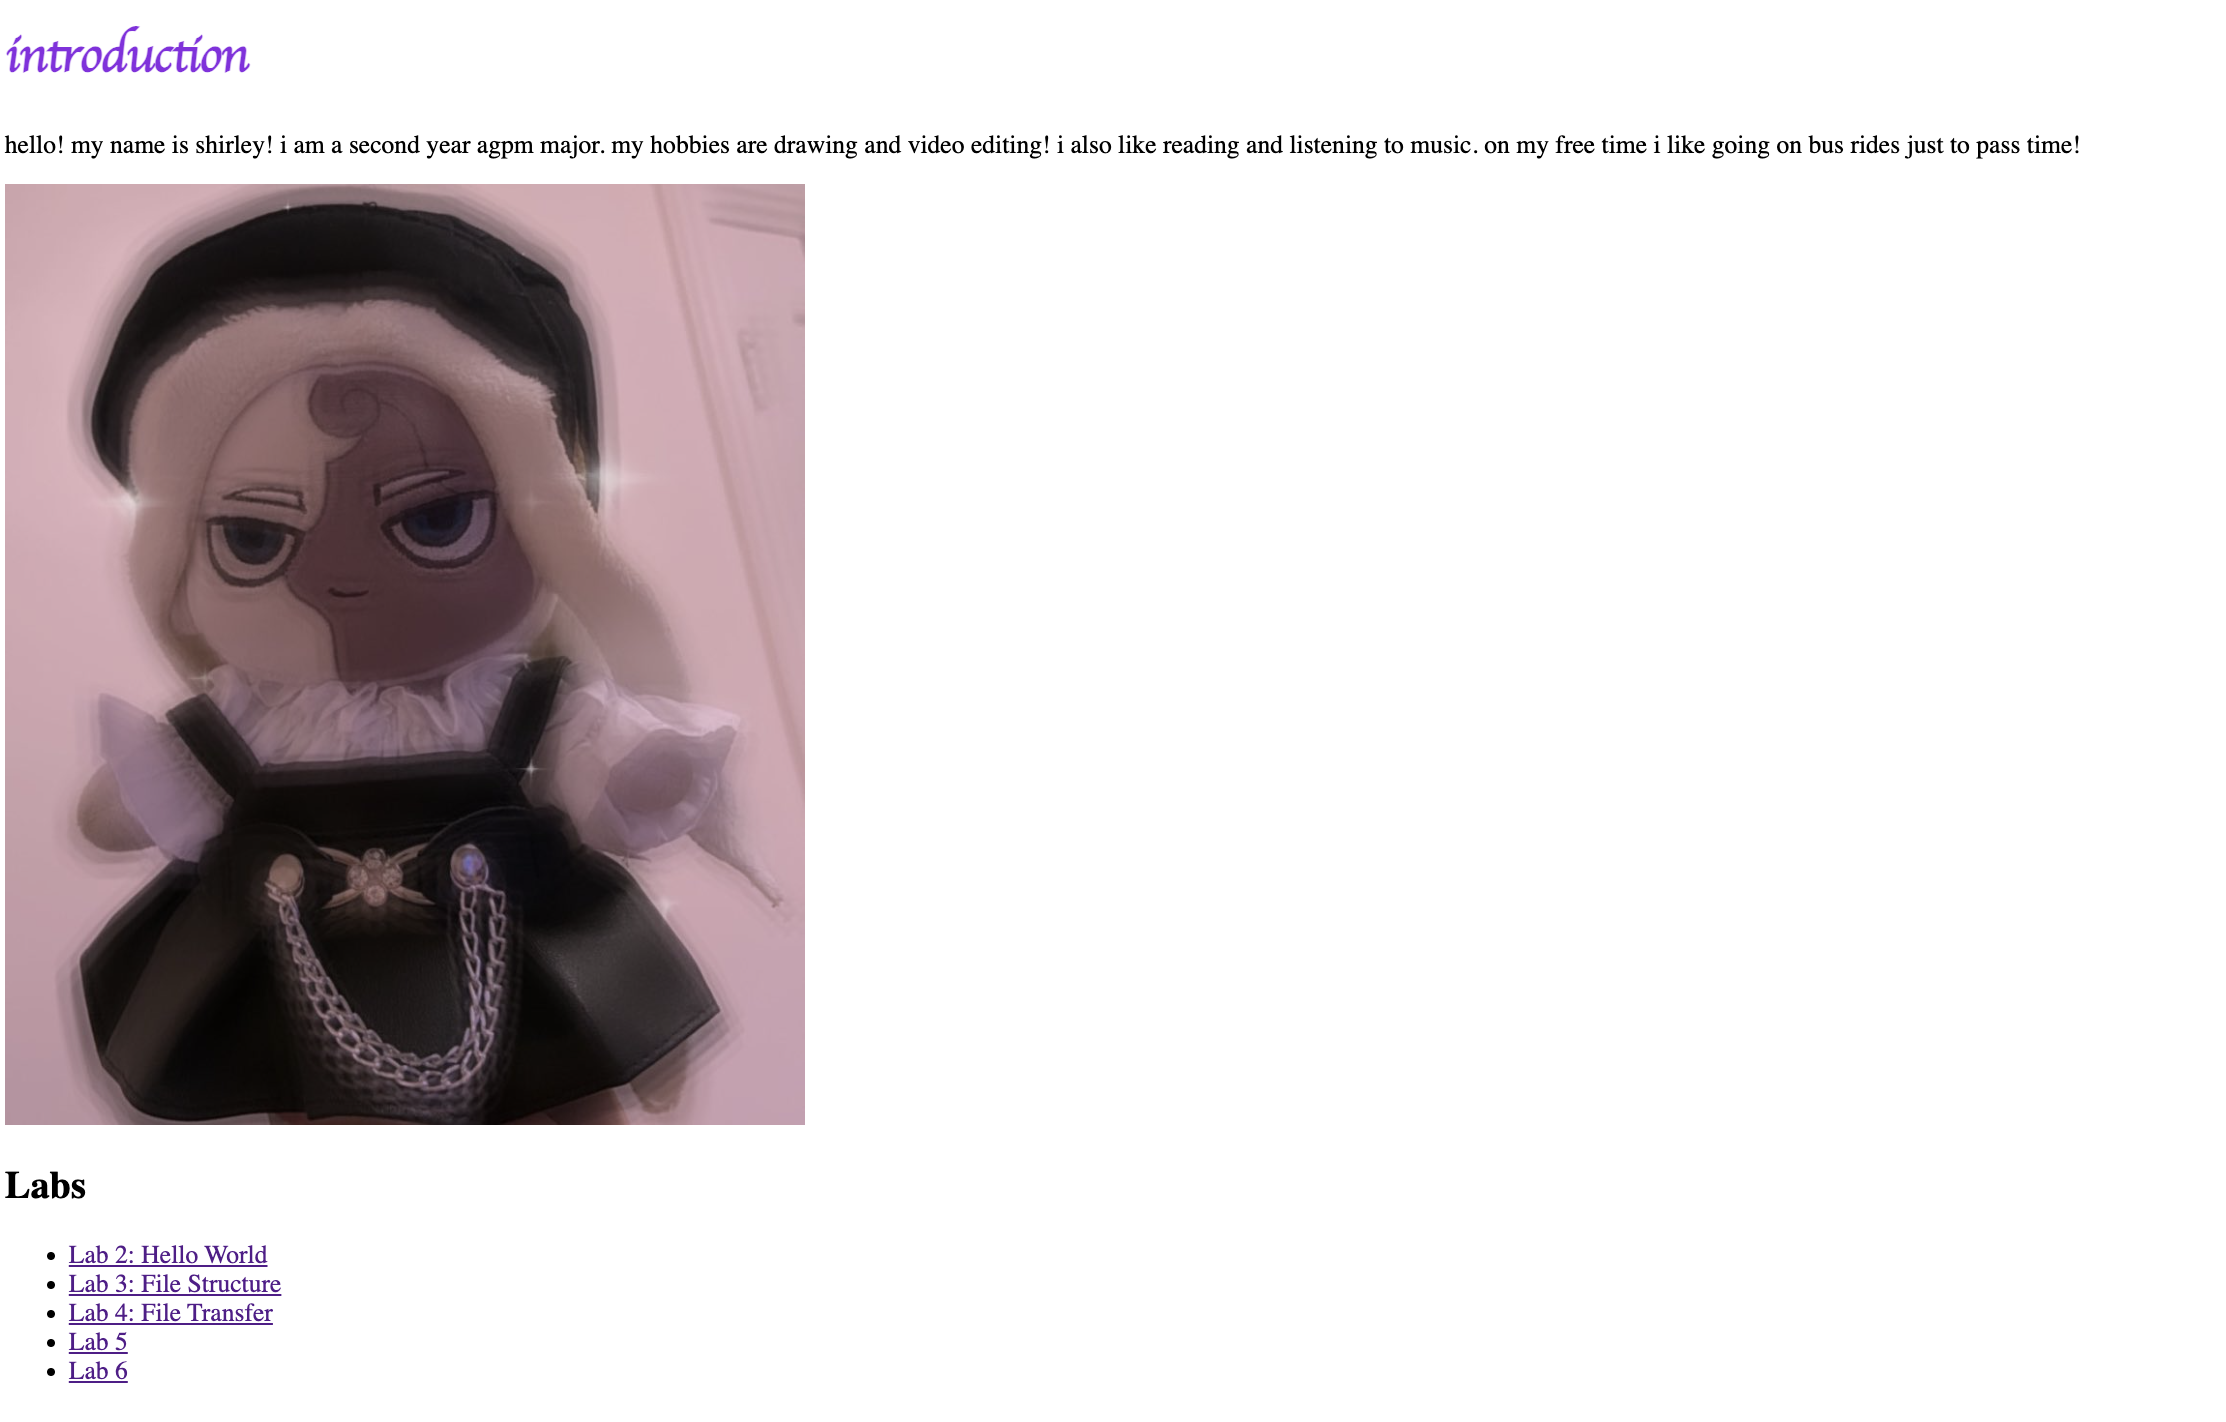 introduction
hello! my name is shirley! i am a second year agpm major. my hobbies are drawing and video editing! i also like reading and listening to music. on my free time i like going on bus rides just to pass time!
Labs
Lab 2: Hello World
Lab 3: File Structure
Lab 4: File Transfer
Lab 5
Lab 6